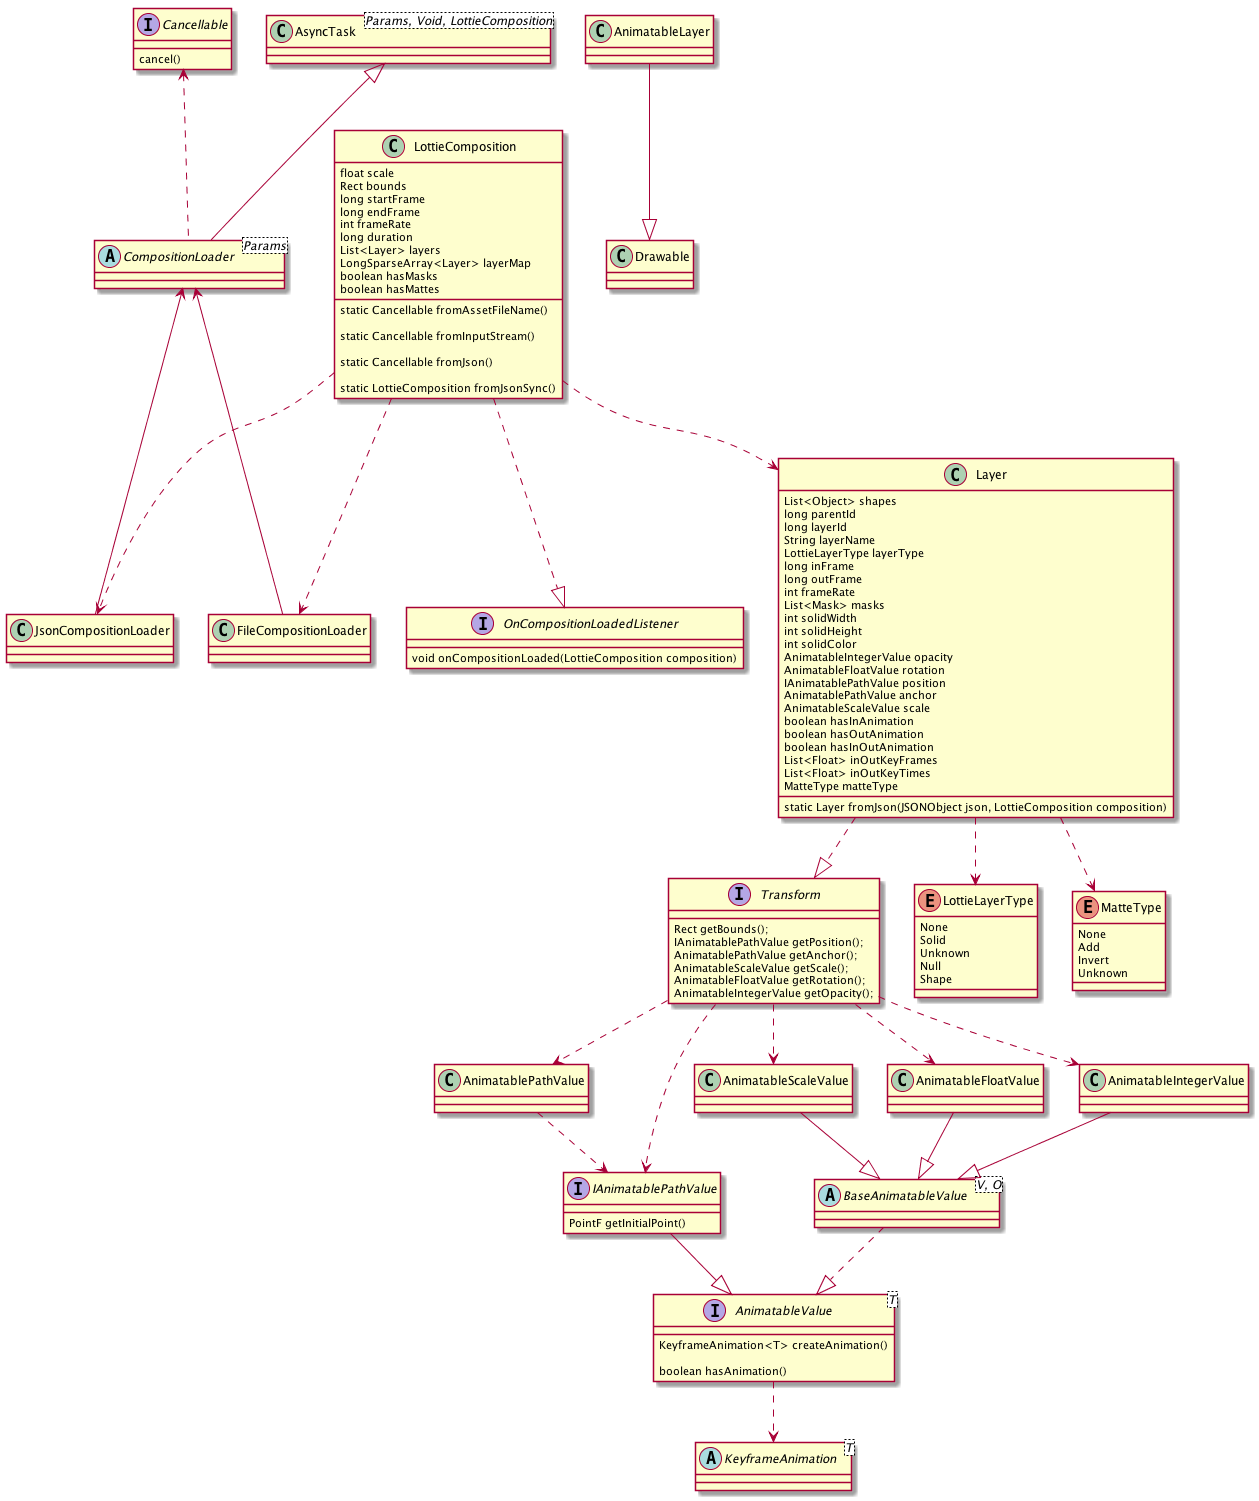 I Cancellable
cancel()
C AsyncTask
Params, Void, LottieComposition
C AnimatableLayer
C LottieComposition
float scale
Rect bounds
long startFrame
long endFrame
int frameRate
long duration
List<Layer> layers
LongSparseArray<Layer> layerMap
boolean hasMasks
boolean hasMattes
static Cancellable fromAssetFileName()
static Cancellable fromInputStream()
static Cancellable fromJson()
static LottieComposition fromJsonSync()
A CompositionLoader
Params
C Drawable
C Layer
List<Object> shapes
long parentId
long layerId
String layerName
LottieLayerType layerType
long inFrame
long outFrame
int frameRate
List<Mask> masks
int solidWidth
int solidHeight
int solidColor
AnimatableIntegerValue opacity
AnimatableFloatValue rotation
IAnimatablePathValue position
AnimatablePathValue anchor
AnimatableScaleValue scale
boolean hasInAnimation
boolean hasOutAnimation
boolean hasInOutAnimation
List<Float> inOutKeyFrames
List<Float> inOutKeyTimes
MatteType matteType
static Layer fromJson(JSONObject json, LottieComposition composition)
C JsonCompositionLoader
C FileCompositionLoader
I OnCompositionLoadedListener
void onCompositionLoaded(LottieComposition composition)
I Transform
Rect getBounds();
IAnimatablePathValue getPosition();
AnimatablePathValue getAnchor();
AnimatableScaleValue getScale();
AnimatableFloatValue getRotation();
AnimatableIntegerValue getOpacity();
E LottieLayerType
None
Solid
Unknown
Null
Shape
E MatteType
None
Add
Invert
Unknown
C AnimatablePathValue
C AnimatableScaleValue
C AnimatableFloatValue
C AnimatableIntegerValue
I IAnimatablePathValue
PointF getInitialPoint()
A BaseAnimatableValue
V, O
I AnimatableValue
T
KeyframeAnimation<T> createAnimation()
boolean hasAnimation()
A KeyframeAnimation
T